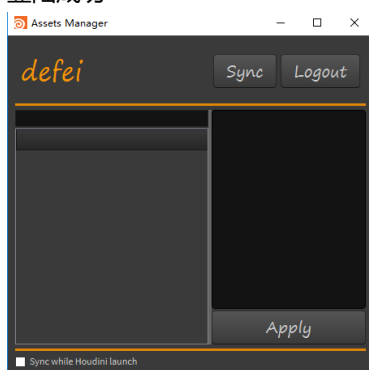 Assets Manager
defei
Sync
Logout
Apply
Sync while Houdini launch